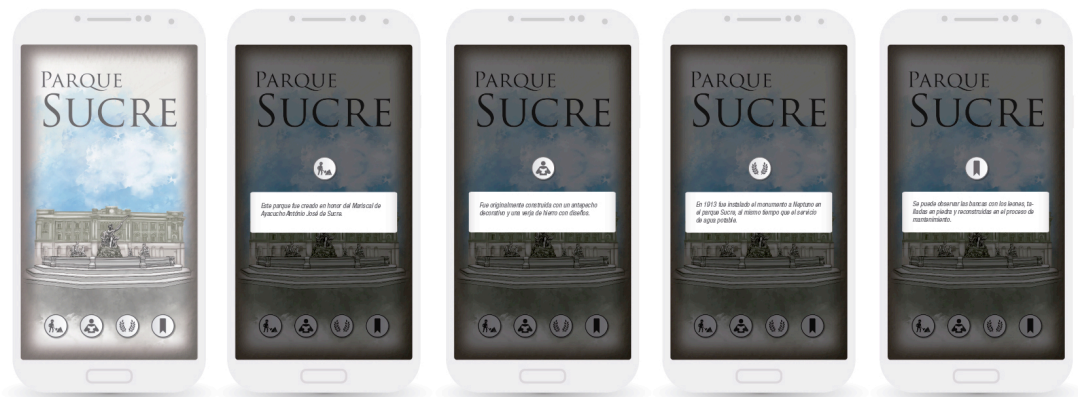 PARQUE
SUCRE
PARQUE
SUCRE
Este parque fue creado en honor del Mariscal de
Ayacucho Antonio José de Sucre.
PARQUE
SUCRE
Fue originalmente construida con un antepecho
decorativo y una verja de hierro con diseños.
PARQUE
SUCRE
En 1913 fue instalado el monumento a Neptuno en
el parque Sucre, al mismo tiempo que el servicio
de agua potable.
PARQUE
SUCRE
Se puede observar las bancas con los leones, ta-
lladas en piedra y reconstruidas en el proceso de
mantenimiento.